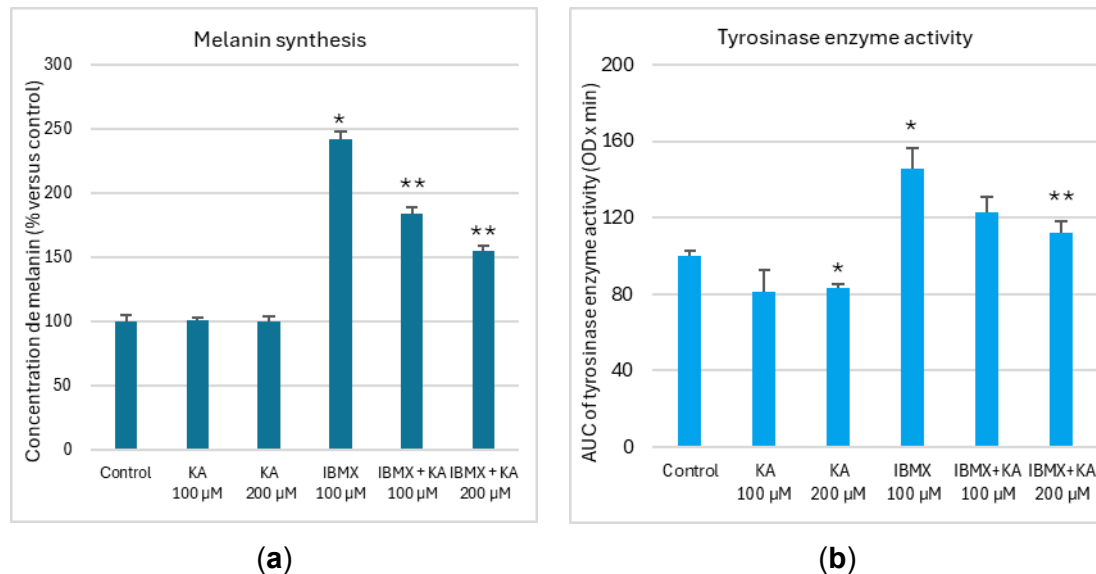 Melanin synthesis
Concentration de melanin (% versus control)
300
250
200
150
100
50
0
*
**
**
Control KA IBMX IBMX + KA IBMX + KA
100 µM 200 µM 100 µM 100 µM 200 µM
KA
(a)
Tyrosinase enzyme activity
AUC of tyrosinase enzyme activity (OD x min)
200
160
120
80
40
0
*
*
**
Control KA KA IBMX IBMX+KA IBMX+KA
100 µM 200 µM 100 µM 100 µM 200 µM
(b)